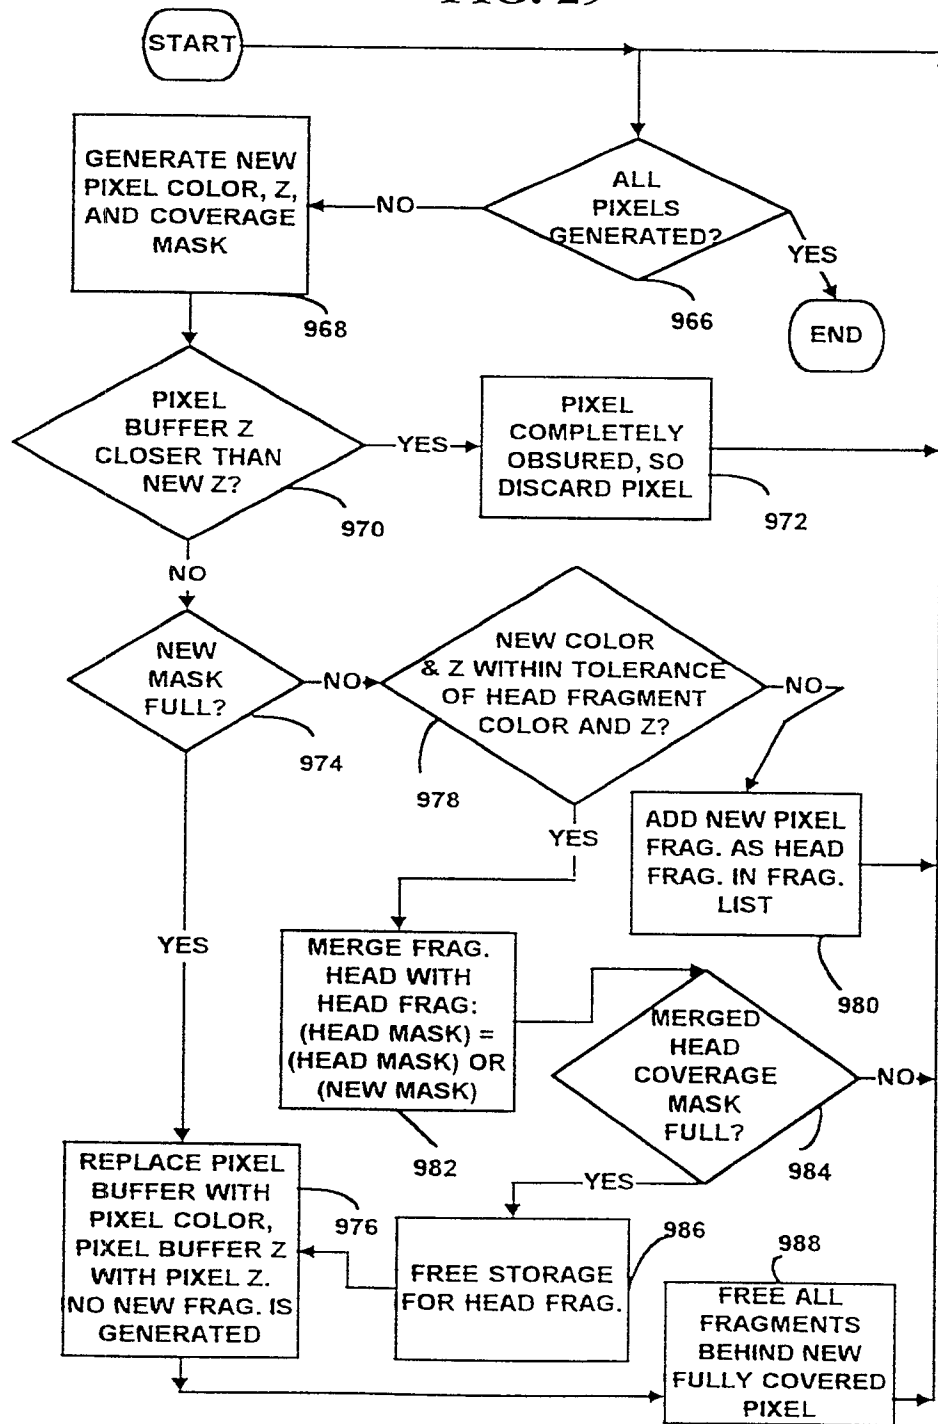 FIG. 29
START
GENERATE NEW
PIXEL COLOR, Z,
AND COVERAGE
MASK
968
NO
ALL
PIXELS
GENERATED?
966
YES
END
PIXEL
BUFFER Z
CLOSER THAN
NEW Z?
970
YES
PIXEL
COMPLETELY
OBSURED, SO
DISCARD PIXEL
972
NO
NEW
MASK
FULL?
974
NO
NEW COLOR
& Z WITHIN TOLERANCE
OF HEAD FRAGMENT
COLOR AND Z?
978
NO
ADD NEW PIXEL
FRAG. AS HEAD
FRAG. IN FRAG.
LIST
980
YES
YES
MERGE FRAG.
HEAD WITH
HEAD FRAG:
(HEAD MASK) =
(HEAD MASK) OR
(NEW MASK)
982
MERGED
HEAD
COVERAGE
MASK
FULL?
984
NO
YES
REPLACE PIXEL
BUFFER WITH
PIXEL COLOR,
PIXEL BUFFER Z
WITH PIXEL Z.
NO NEW FRAG. IS
GENERATED
976
FREE STORAGE
FOR HEAD FRAG.
986
988
FREE ALL
FRAGMENTS
BEHIND NEW
FULLY COVERED
PIXEL